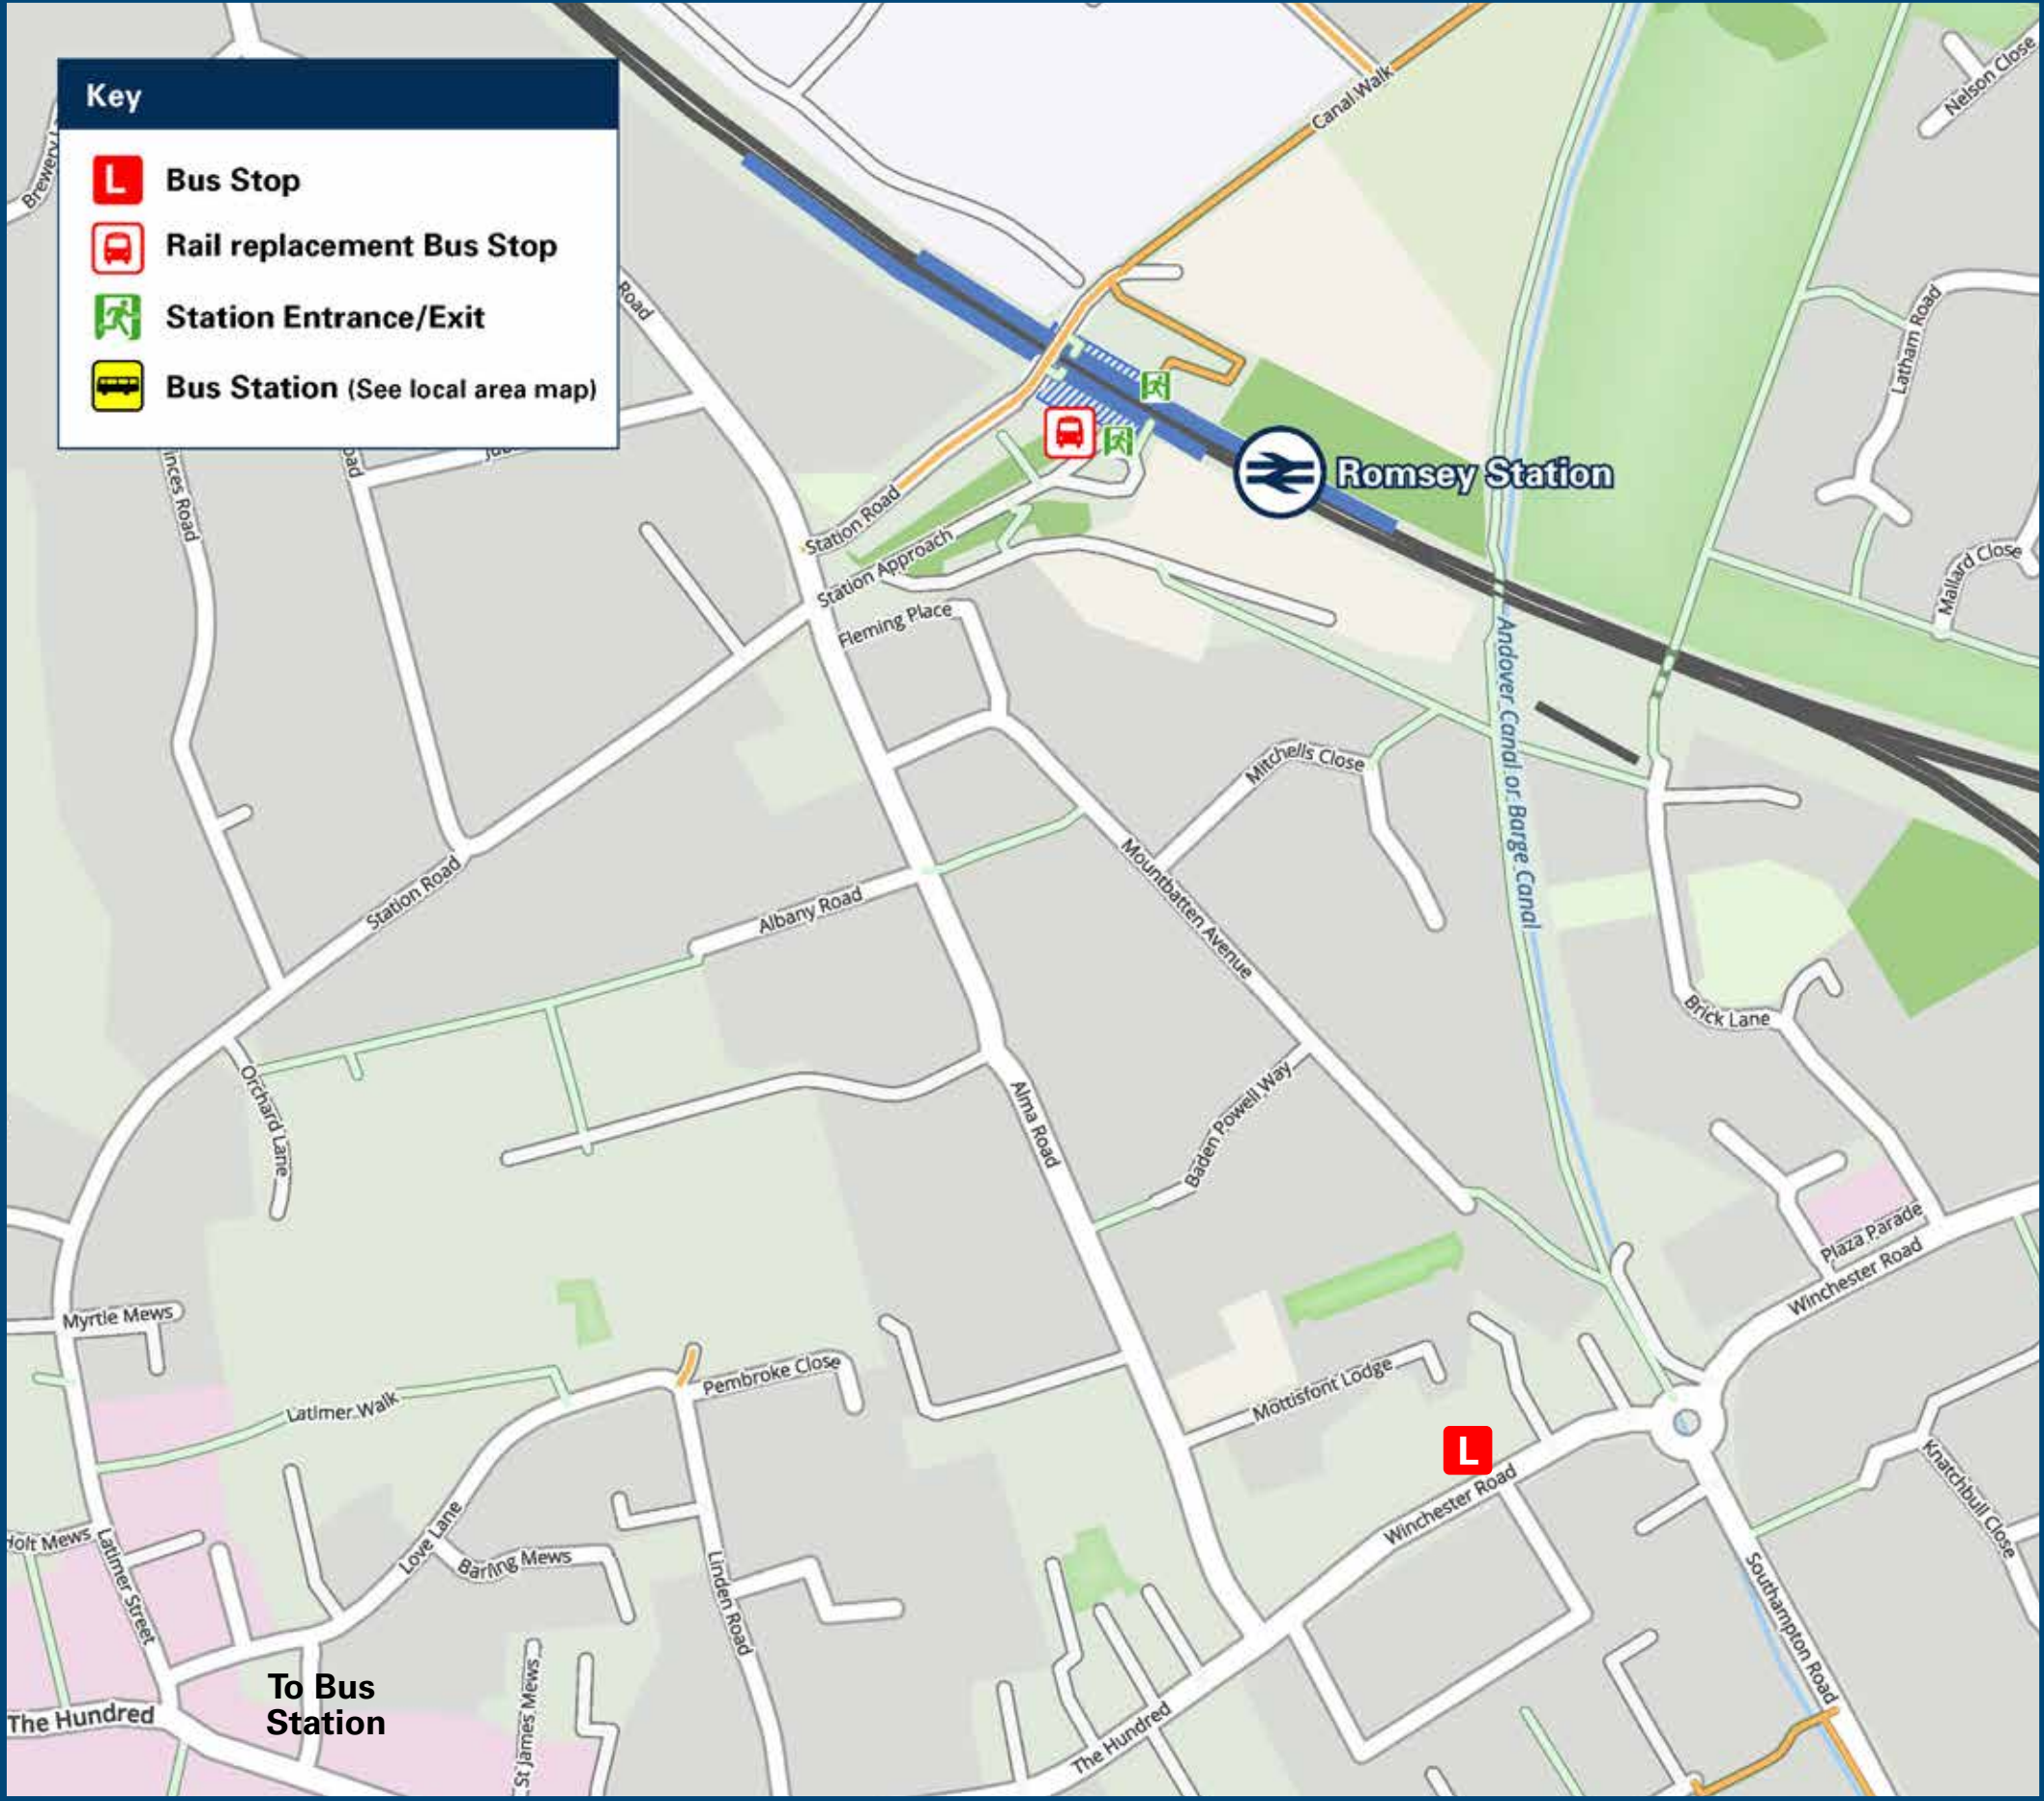 Key
L Bus Stop
Rail replacement Bus Stop
Station Entrance/Exit
Bus Station (See local area map)
Canal Walk
Nelson Close
Road
Latham Road
Romsey Station
Station Road
Station Approach
Mallard Close
Fleming Place
Andover Canal or Barge Canal
Mitchells Close
Mountbatten Avenue
Station Road
Albany Road
Brick Lane
Orchard Lane
Alma Road
Baden Powell Way
Plaza Parade
Winchester Road
Myrtle Mews
Pembroke Close
Mottisfont Lodge
Latimer Walk
L
Winchester Road
Knatchbull Close
Love Lane
Barling Mews
Holt Mews
Latimer Street
Linden Road
Southampton Road
St James Mews
To Bus
Station
The Hundred
The Hundred